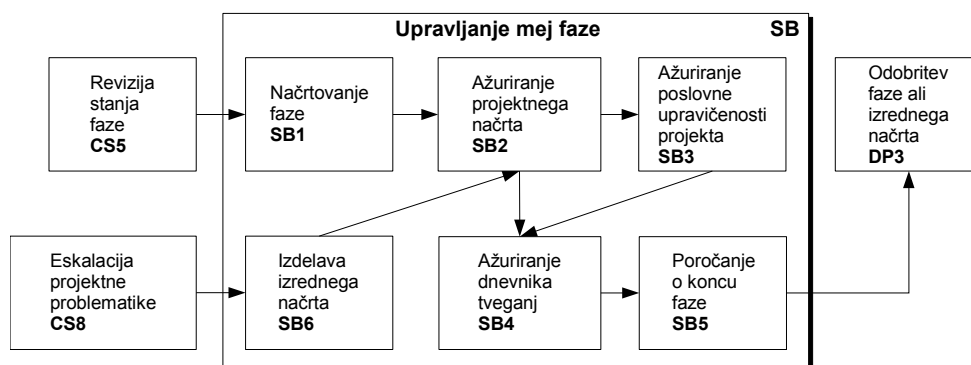 Upravljanje mej faze SB
Revizija
stanja
faze
CS5
Načrtovanje
faze
SB1
Ažuriranje
projektnega
načrta
SB2
Ažuriranje
poslovne
upravičenosti
projekta
SB3
Odobritev
faze ali
izrednega
načrta
DP3
Eskalacija
projektne
problematike
CS8
Izdelava
izrednega
načrta
SB6
Ažuriranje
dnevnika
tveganj
SB4
Poročanje
o koncu
faze
SB5